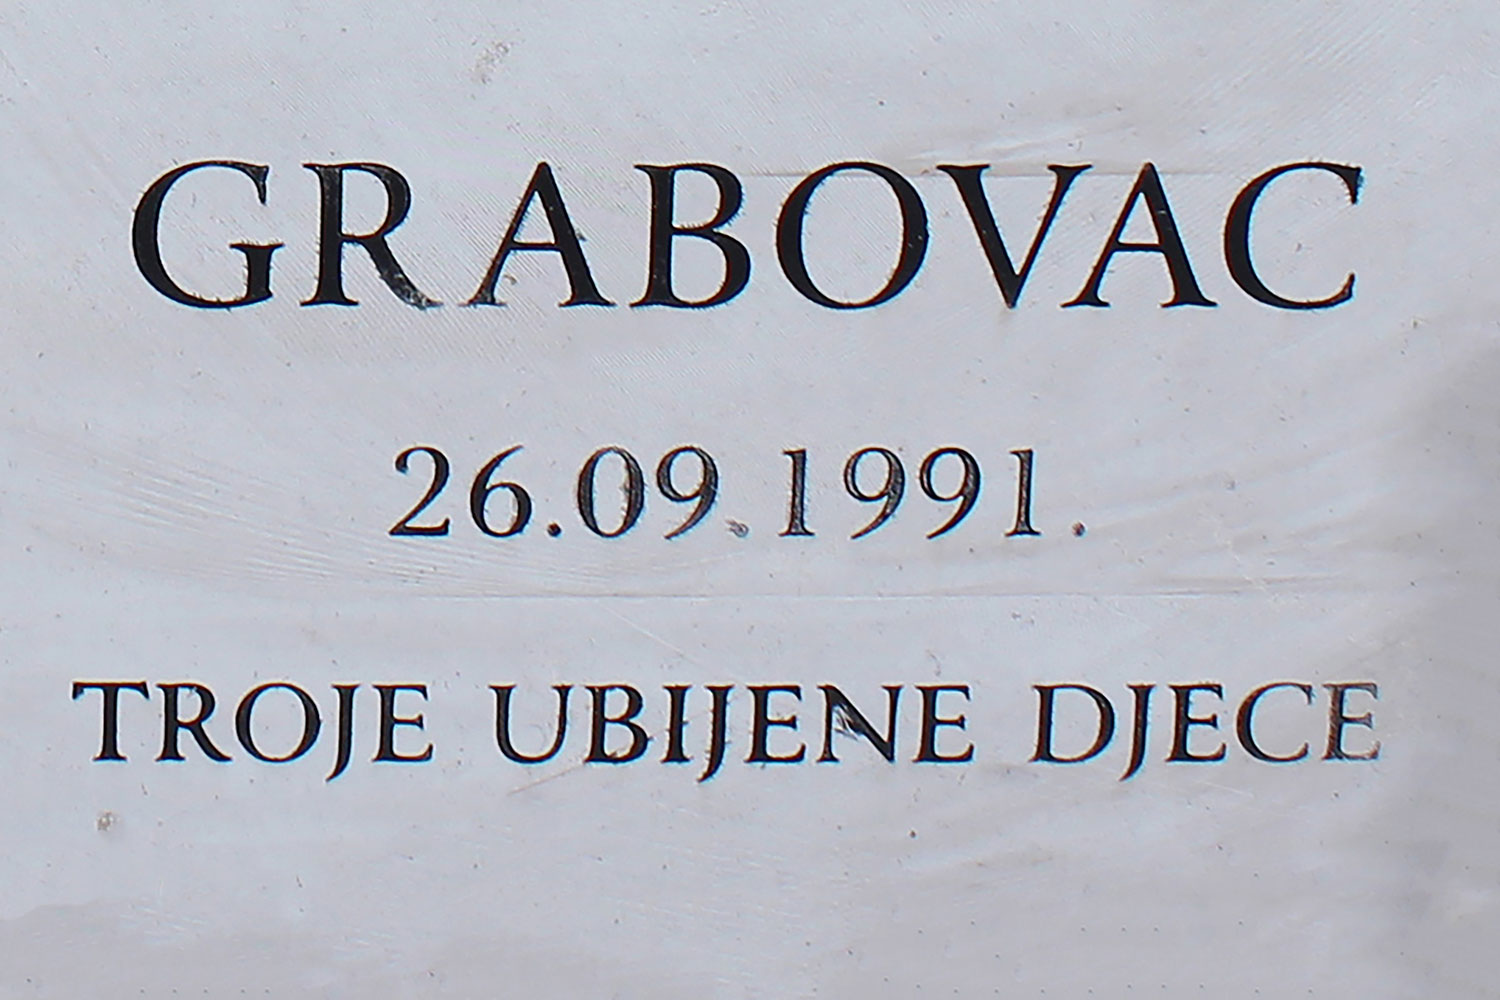 GRABOVAC
26.09.1991.
TROJE UBIJENE DJECE